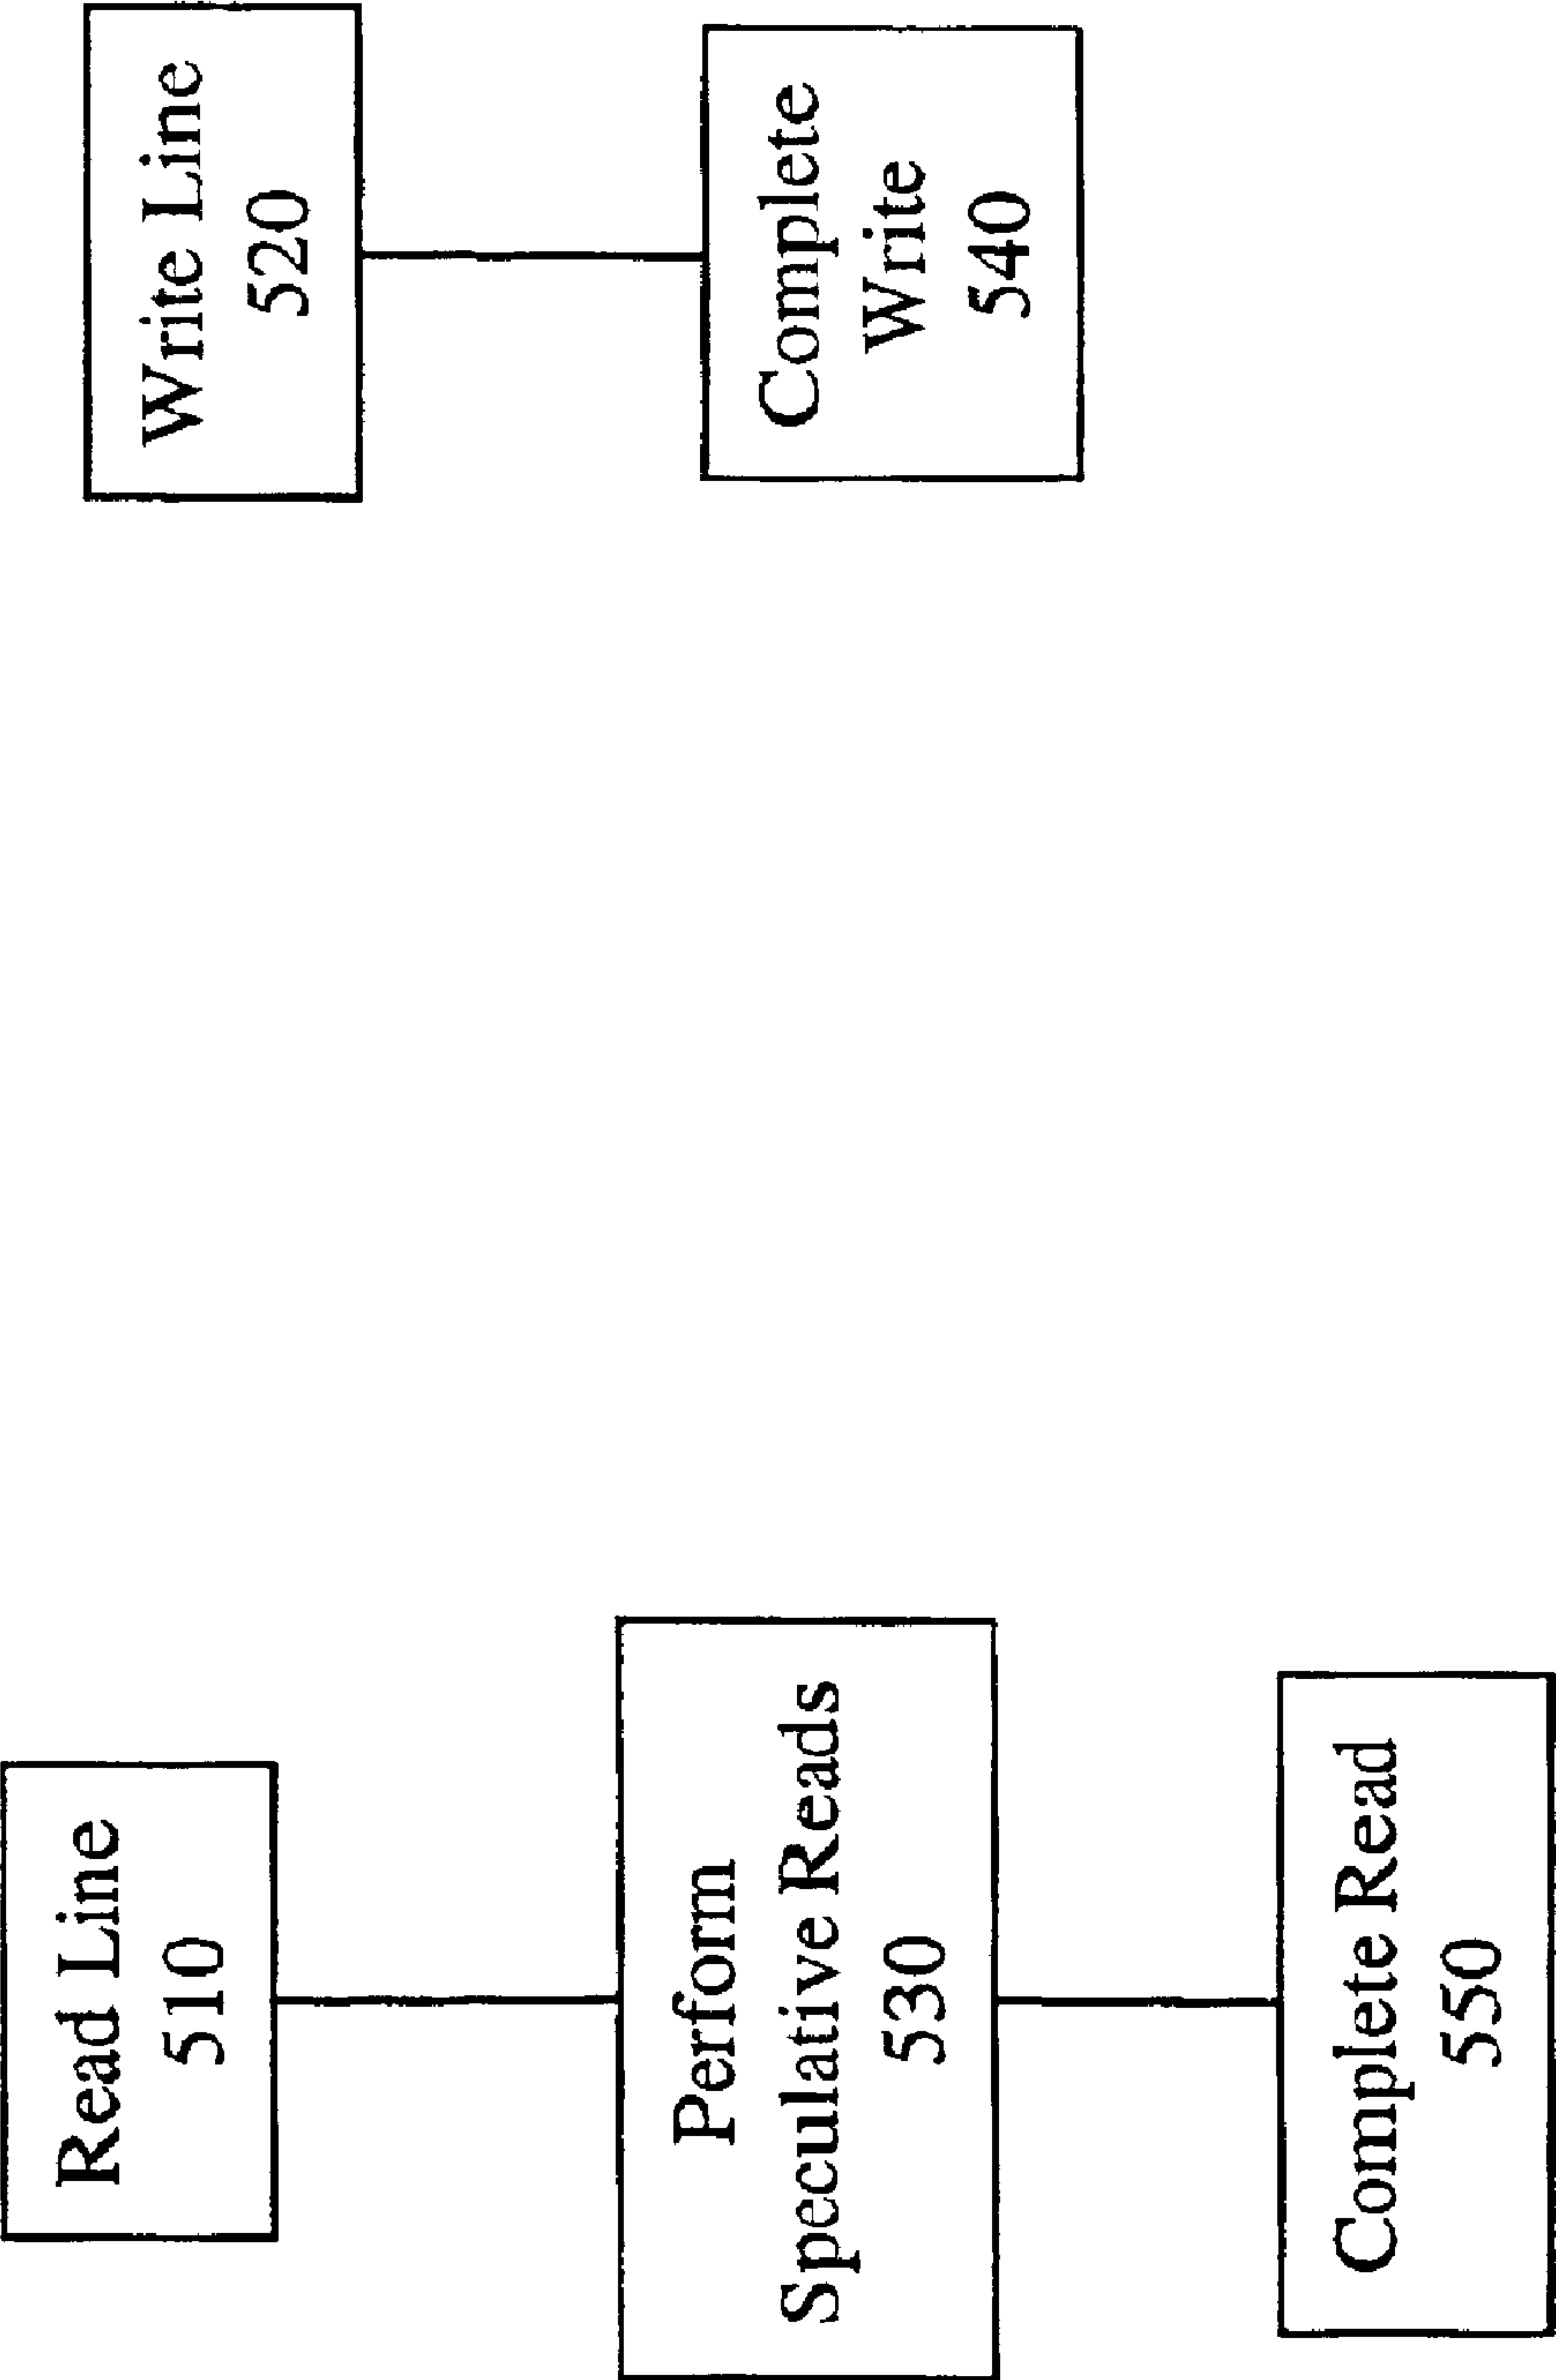 Read Line
510
Perform
Speculative Reads
530
Complete Read
550
Write Line
520
Complete
Write
540